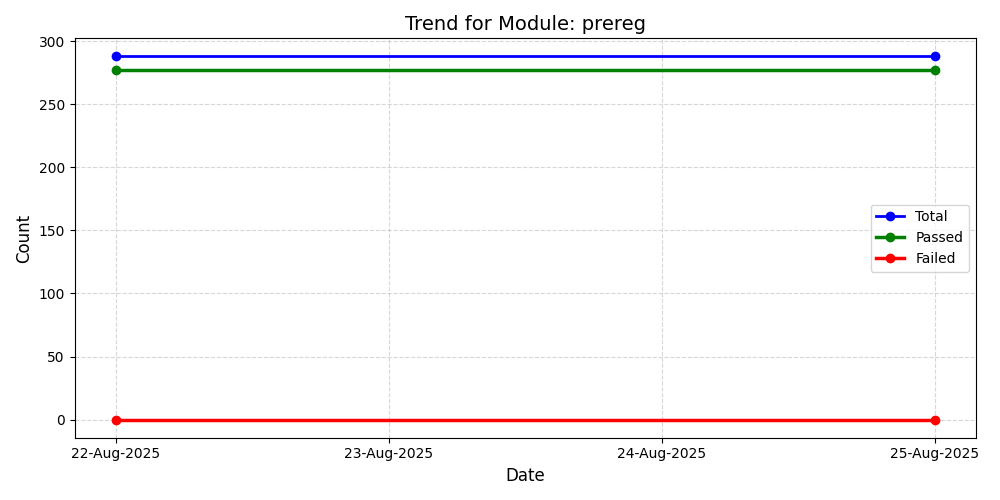 Trend for Module: prereg
300
250
200
150
100
50
0
Count
Total
Passed
Failed
22-Aug-2025 23-Aug-2025 24-Aug-2025 25-Aug-2025
Date